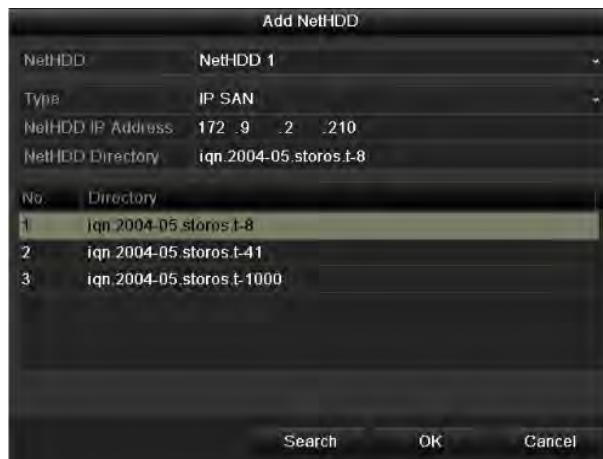 Add NetHDD
NetHDD NetHDD 1
Type IP SAN
NetHDD IP Address 172 .9 .2 .210
NetHDD Directory iqn.2004-05.storos.t-8
No. Directory
1 iqn.2004-05.storos.t-8
2 iqn.2004-05.storos.t-41
3 iqn.2004-05.storos.t-1000
Search OK Cancel